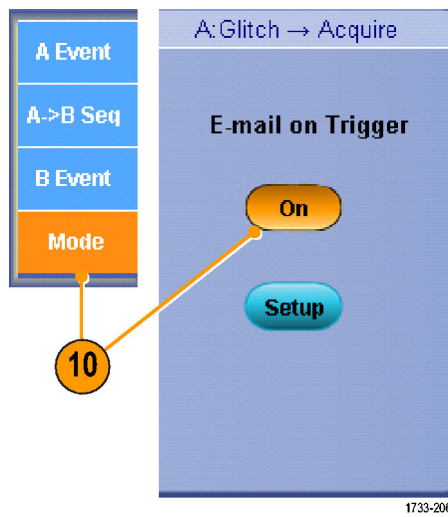 A Event
A->B Seq
B Event
Mode
A:Glitch → Acquire
E-mail on Trigger
On
Setup
10